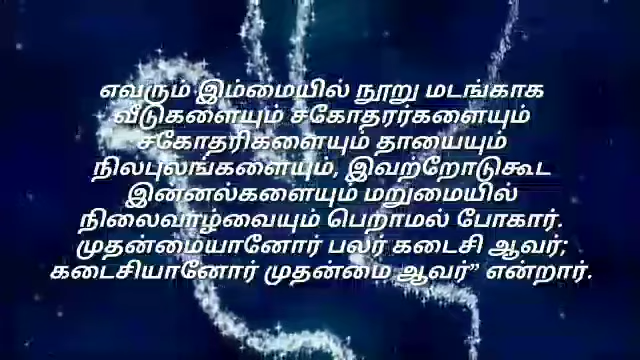 எவரும் இம்மையில் நூறு மடங்காக
வீடுகளையும் சகோதரர்களையும்
சகோதரிகளையும் தாயையும்
நிலபுலங்களையும், இவற்றோடுகூட
இன்னல்களையும் மறுமையில்
நிலைவாழ்வையும் பெறாமல் போகார்.
முதன்மையானோர் பலர் கடைசி ஆவர்;
கடைசியானோர் முதன்மை ஆவர்” என்றார்.